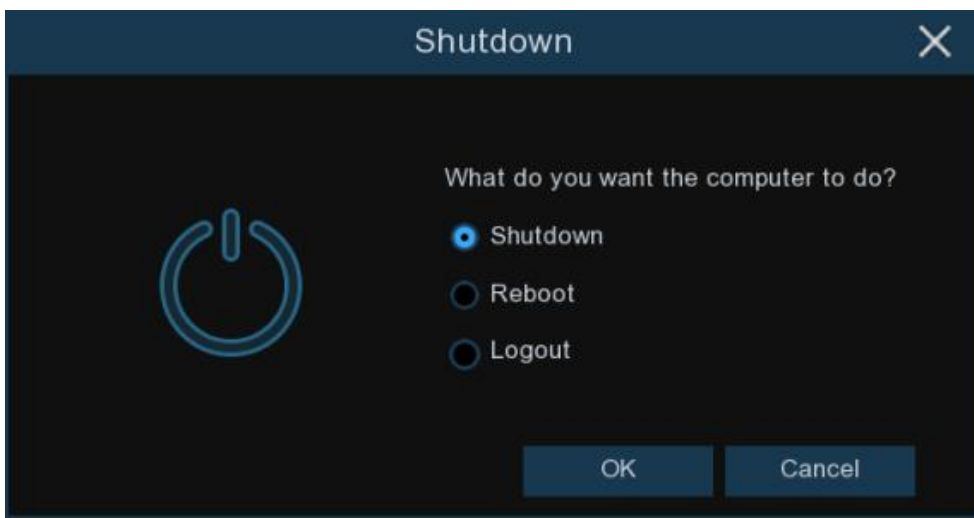 Shutdown
What do you want the computer to do?
Shutdown
Reboot
Logout
OK
Cancel